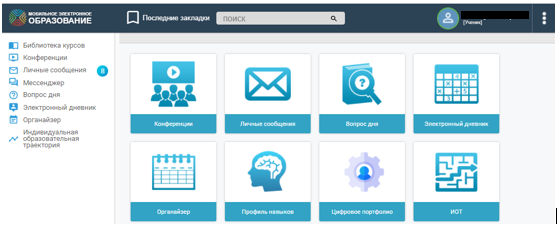 МОБИЛЬНОЕ ЭЛЕКТРОННОЕ
ОБРАЗОВАНИЕ
Последние закладки
ПОИСК
[Ученик]
Библиотека курсов
Конференции
Личные сообщения
8
Мессенджер
Вопрос дня
Электронный дневник
Органайзер
Индивидуальная
образовательная
траектория
Конференции
Личные сообщения
Вопрос дня
Электронный дневник
Органайзер
Профиль навыков
Цифровое портфолио
ИОТ